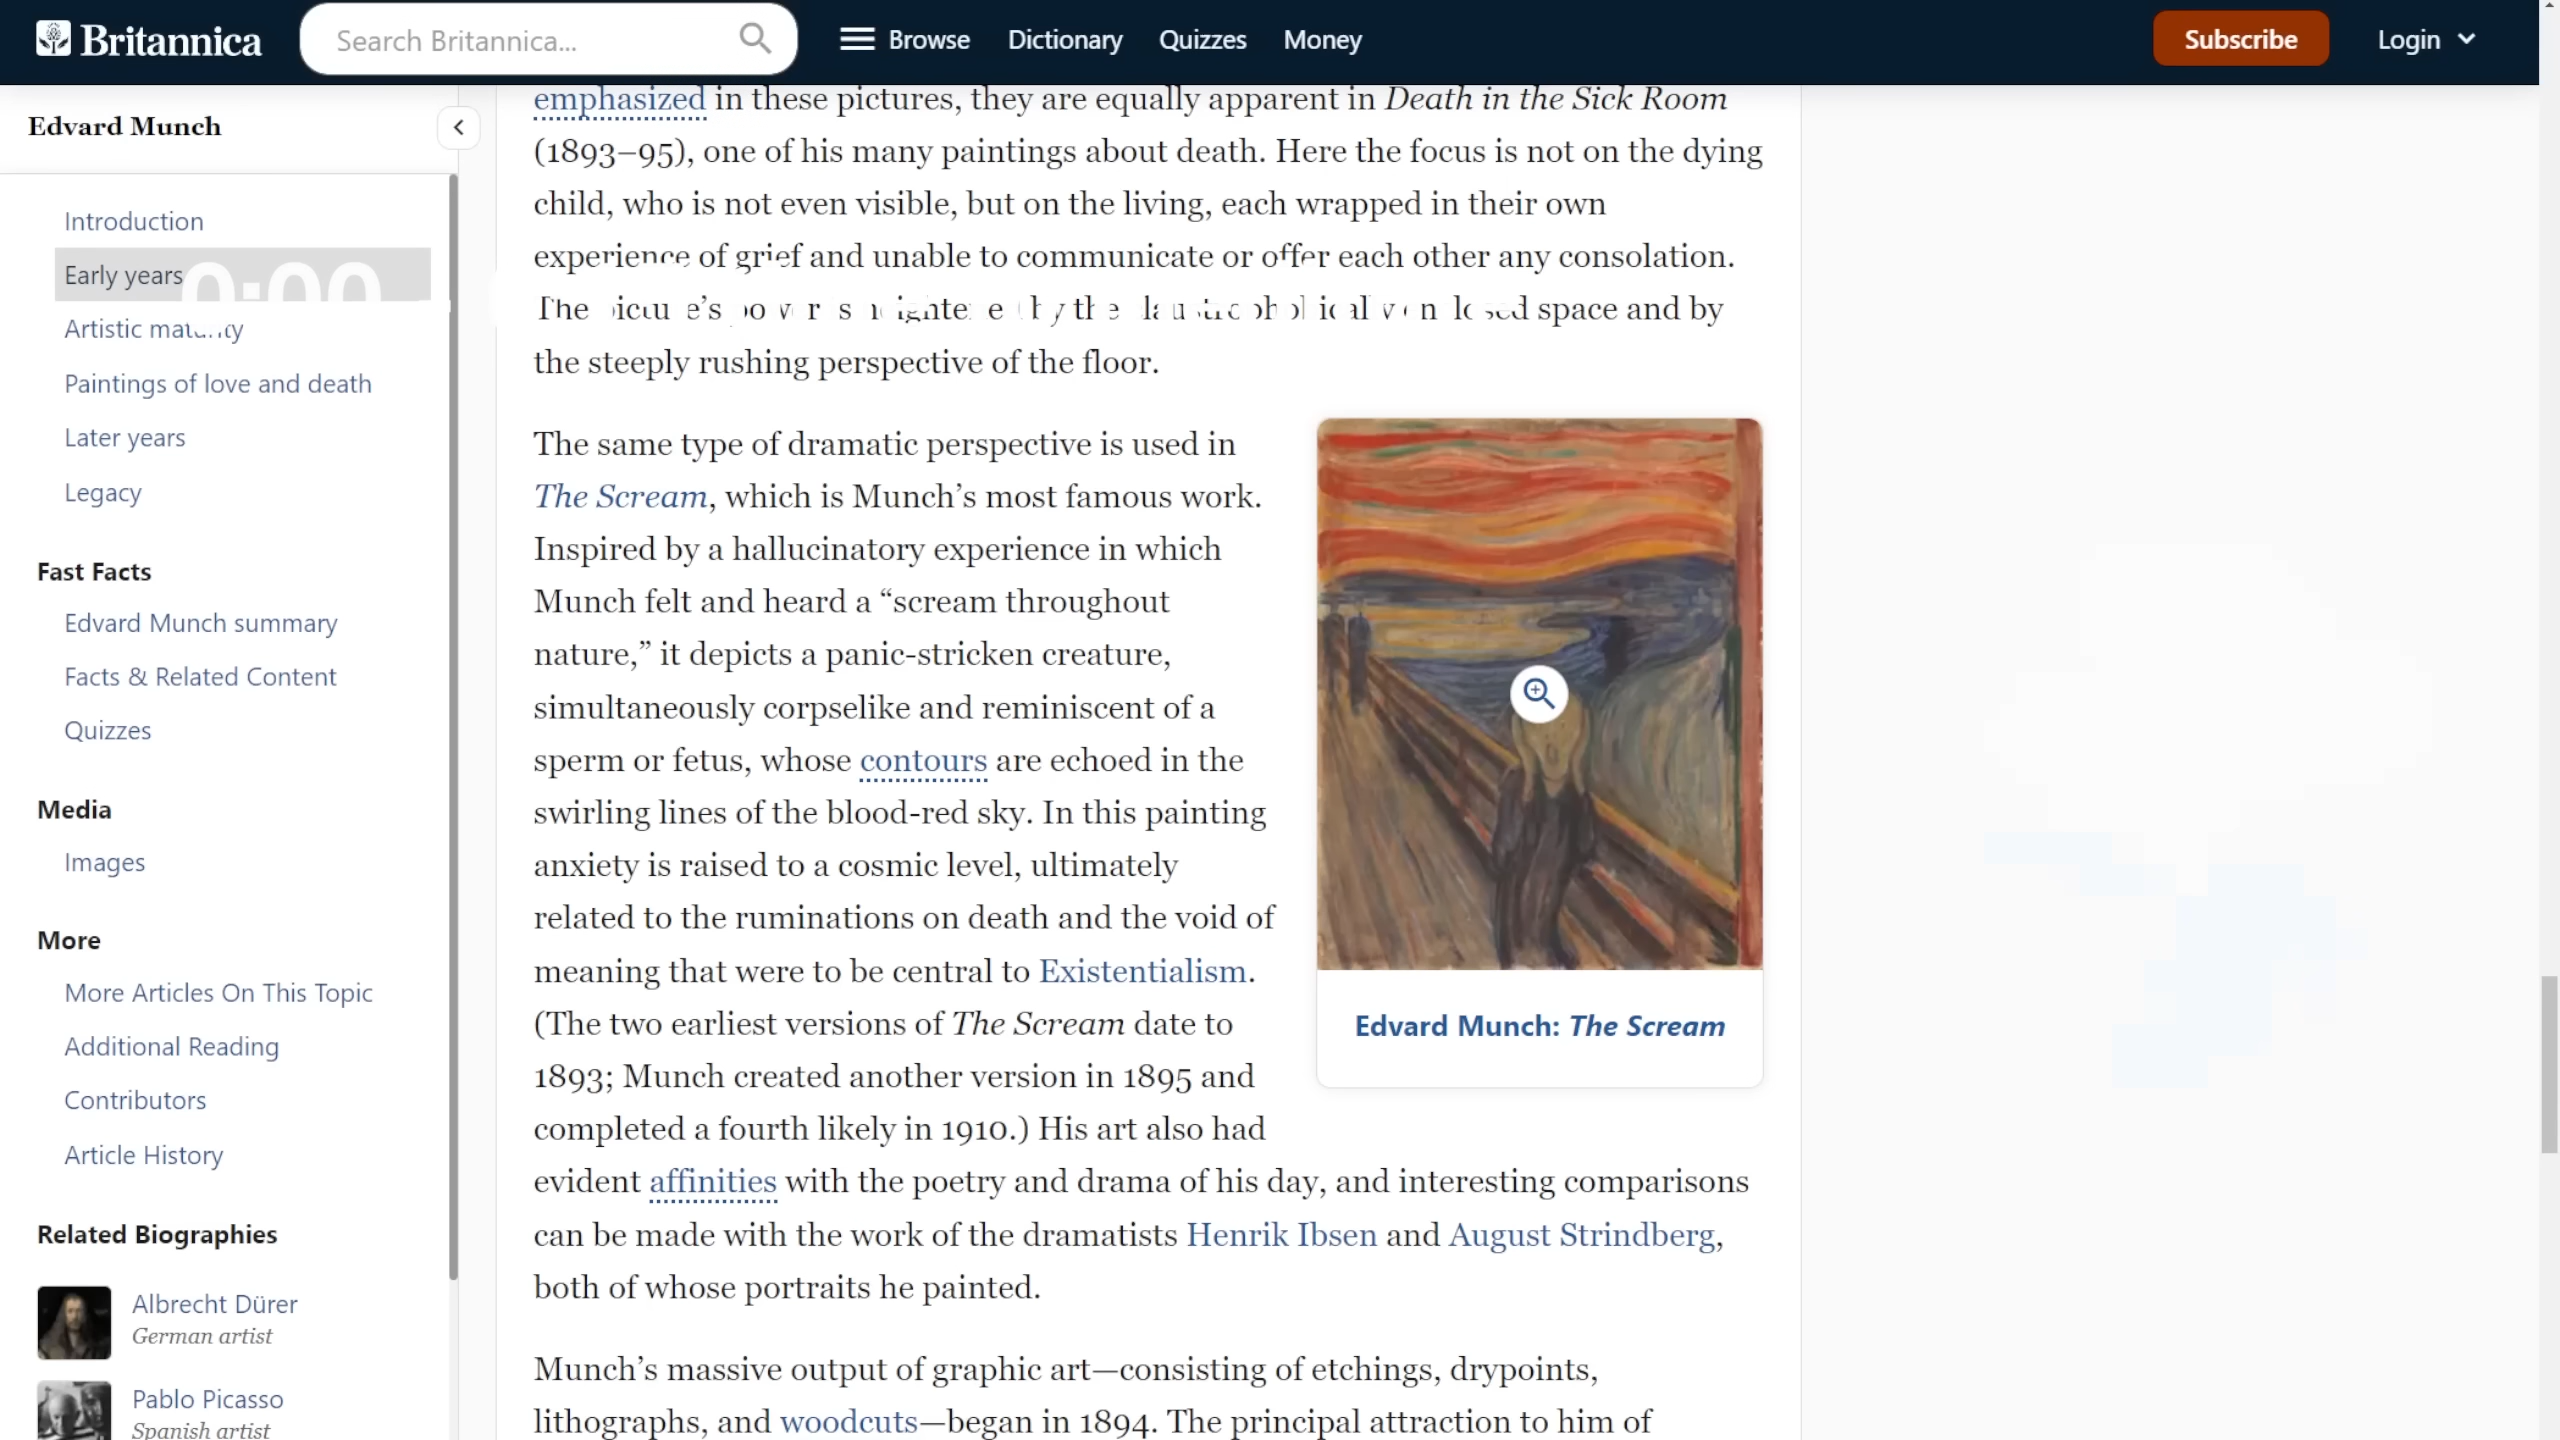 Britannica
Search Britannica...
Browse
Dictionary
Quizzes
Money
Subscribe
Login
Edvard Munch
Introduction
Early years
0:00
Artistic maturity
Paintings of love and death
Later years
Legacy
Fast Facts
Edvard Munch summary
Facts & Related Content
Quizzes
Media
Images
More
More Articles On This Topic
Additional Reading
Contributors
Article History
Related Biographies
Albrecht Dürer
German artist
Pablo Picasso
Spanish artist
emphasized in these pictures, they are equally apparent in Death in the Sick Room
(1893–95), one of his many paintings about death. Here the focus is not on the dying
child, who is not even visible, but on the living, each wrapped in their own
experience of grief and unable to communicate or offer each other any consolation.
The picture’s power is heightened by the claustrophobically enclosed space and by
the steeply rushing perspective of the floor.
The same type of dramatic perspective is used in
The Scream, which is Munch’s most famous work.
Inspired by a hallucinatory experience in which
Munch felt and heard a “scream throughout
nature,” it depicts a panic-stricken creature,
simultaneously corpselike and reminiscent of a
sperm or fetus, whose contours are echoed in the
swirling lines of the blood-red sky. In this painting
anxiety is raised to a cosmic level, ultimately
related to the ruminations on death and the void of
meaning that were to be central to Existentialism.
(The two earliest versions of The Scream date to
1893; Munch created another version in 1895 and
completed a fourth likely in 1910.) His art also had
evident affinities with the poetry and drama of his day, and interesting comparisons
can be made with the work of the dramatists Henrik Ibsen and August Strindberg,
both of whose portraits he painted.
Edvard Munch: The Scream
Munch’s massive output of graphic art—consisting of etchings, drypoints,
lithographs, and woodcuts—began in 1894. The principal attraction to him of